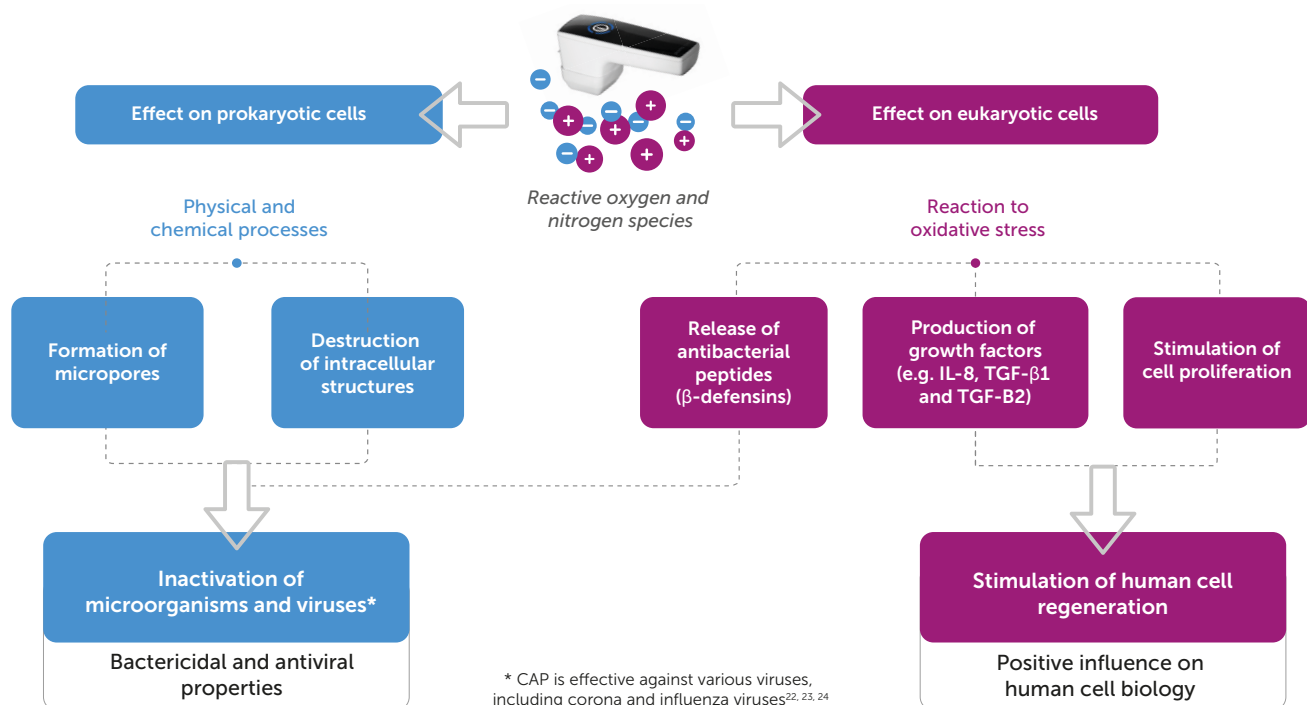 Effect on prokaryotic cells
Effect on eukaryotic cells
Reactive oxygen and
nitrogen species
Physical and
chemical processes
Reaction to
oxidative stress
Formation of
micropores
Destruction
of intracellular
structures
Release of
antibacterial
peptides
(β-defensins)
Production of
growth factors
(e.g. IL-8, TGF-β1
and TGF-B2)
Stimulation of
cell proliferation
Inactivation of
microorganisms and viruses*
Bactericidal and antiviral
properties
Stimulation of human cell
regeneration
Positive influence on
human cell biology
* CAP is effective against various viruses,
including corona and influenza viruses22, 23, 24